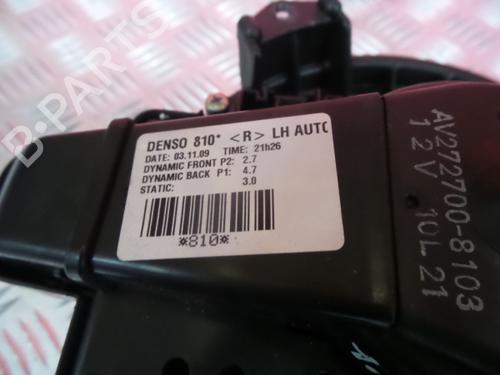 DENSO 810* <R> LH AUTO
DATE: 03.11.09 TIME: 21h26
DYNAMIC FRONT P2: 2.7
DYNAMIC BACK P1: 4.7
STATIC: 3.0
*810*
AV272700-8103
12V 10L 21
B-PARTS